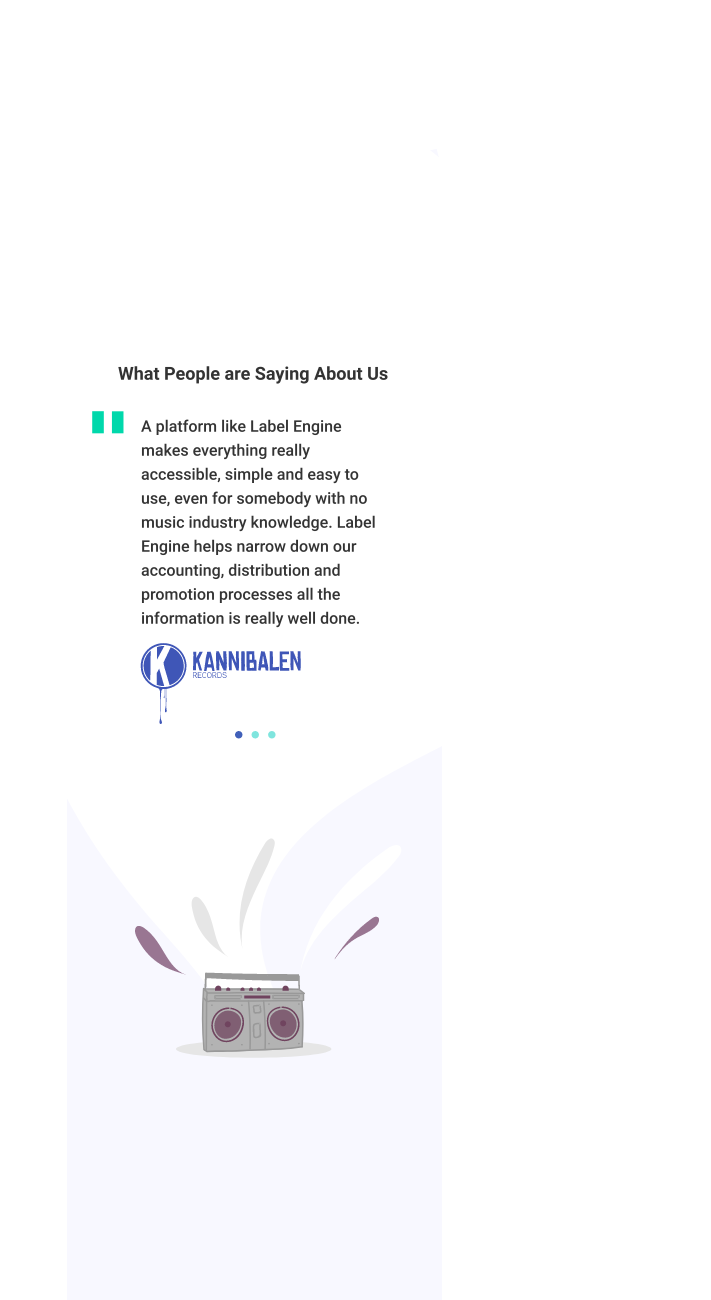 What People are Saying About Us
A platform like Label Engine
makes everything really
accessible, simple and easy to
use, even for somebody with no
music industry knowledge. Label
Engine helps narrow down our
accounting, distribution and
promotion processes all the
information is really well done.
KANNIBALEN
RECORDS